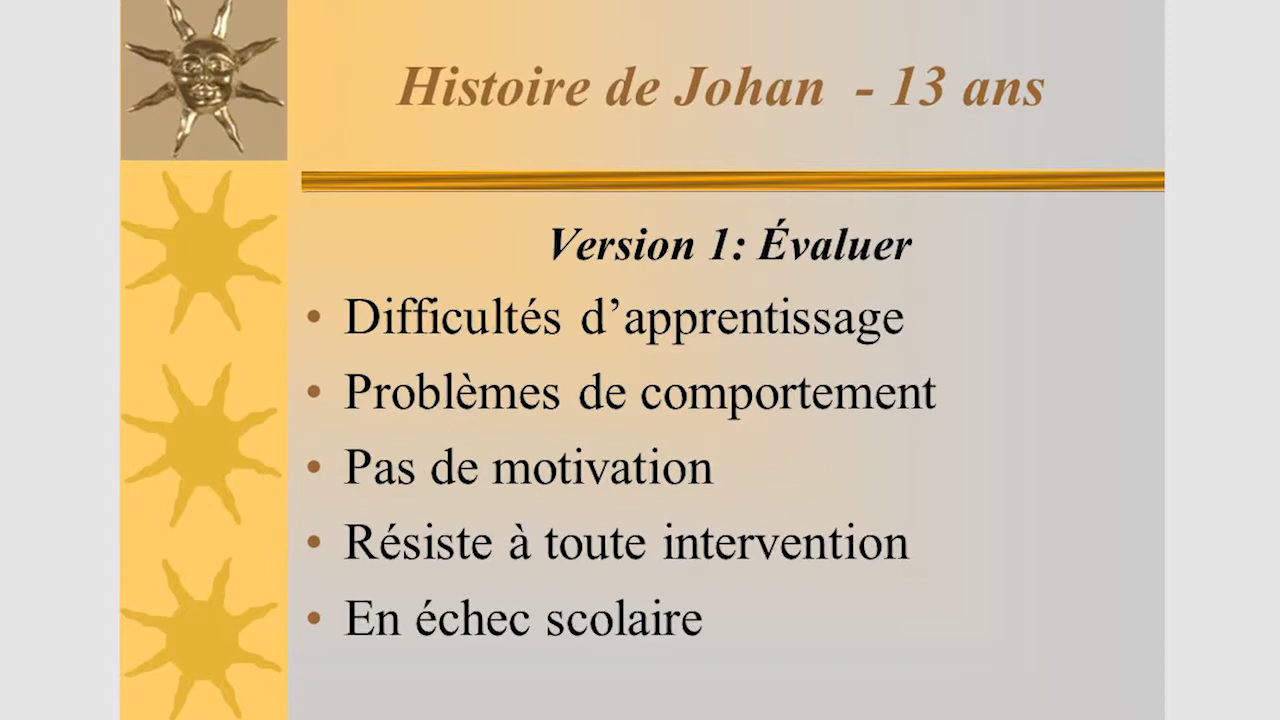 Histoire de Johan - 13 ans
Version 1: Évaluer
• Difficultés d’apprentissage
• Problèmes de comportement
• Pas de motivation
• Résiste à toute intervention
• En échec scolaire